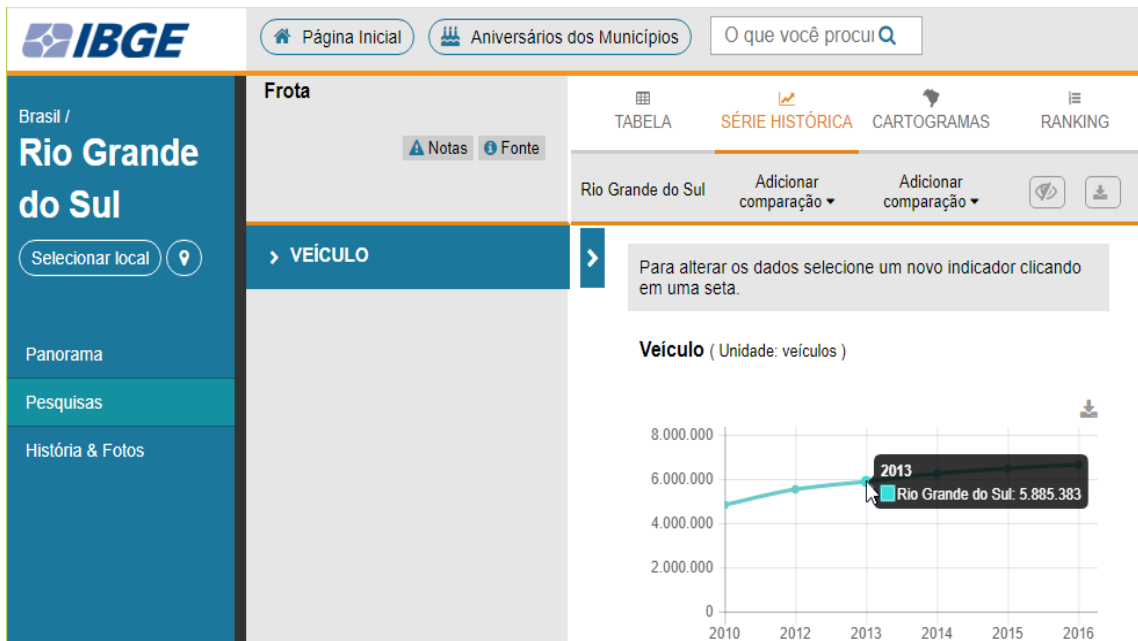 IBGE
Página Inicial
Aniversários dos Municípios
O que você procur
Brasil /
Rio Grande
do Sul
Selecionar local
Panorama
Pesquisas
História & Fotos
Frota
Notas
Fonte
VEÍCULO
TABELA
SÉRIE HISTÓRICA
CARTOGRAMAS
RANKING
Rio Grande do Sul
Adicionar
comparação
Adicionar
comparação
Para alterar os dados selecione um novo indicador clicando
em uma seta.
Veículo ( Unidade: veículos )
8.000.000
6.000.000
4.000.000
2.000.000
0
2013
Rio Grande do Sul: 5.885.383
2010 2012 2013 2014 2015 2016